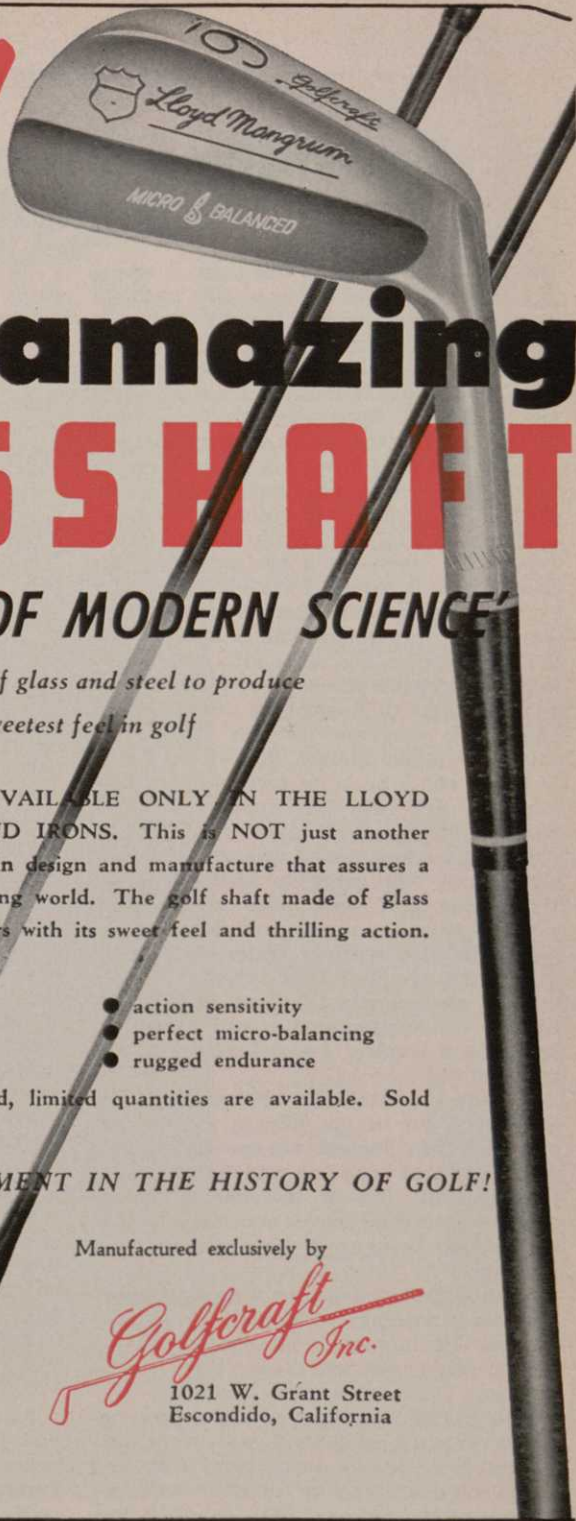 Golfcraft
Lloyd Mangrum
MICRO BALANCED
amazing
SSHAFT
OF MODERN SCIENCE'
f glass and steel to produce
eetest feel in golf
VAILABLE ONLY IN THE LLOYD
D IRONS. This is NOT just another
n design and manufacture that assures a
ng world. The golf shaft made of glass
s with its sweet feel and thrilling action.
● action sensitivity
● perfect micro-balancing
● rugged endurance
d, limited quantities are available. Sold
MENT IN THE HISTORY OF GOLF!
Manufactured exclusively by
Golfcraft
Inc.
1021 W. Grant Street
Escondido, California